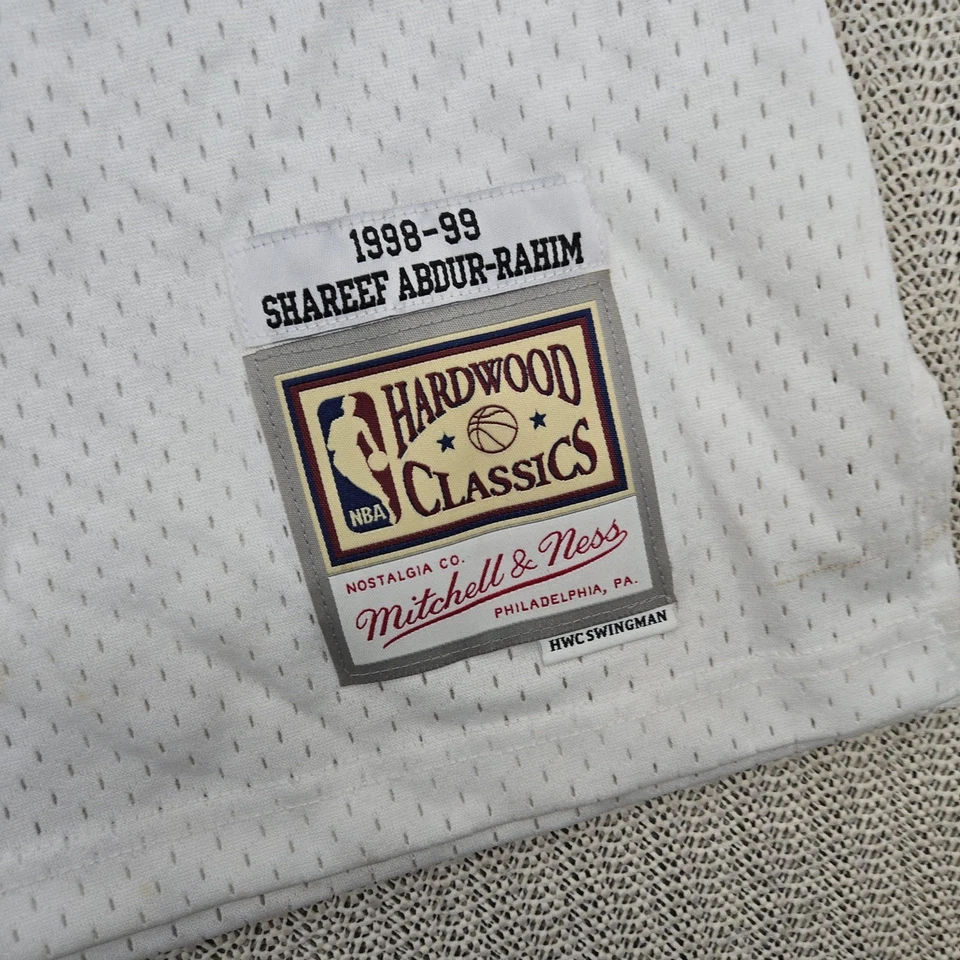 1998-99
SHAREEF ABDUR-RAHIM
HARDWOOD
CLASSICS
NBA
NOSTALGIA CO.
Mitchell & Ness
PHILADELPHIA, PA.
HWC SWINGMAN